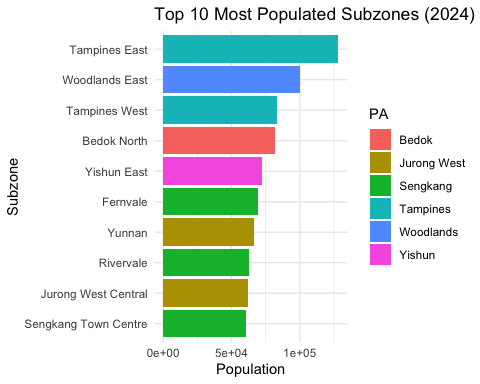 Top 10 Most Populated Subzones (2024)
Subzone
Tampines East
Woodlands East
Tampines West
Bedok North
Yishun East
Fernvale
Yunnan
Rivervale
Jurong West Central
Sengkang Town Centre
0e+00 5e+04 1e+05
Population
PA
Bedok
Jurong West
Sengkang
Tampines
Woodlands
Yishun